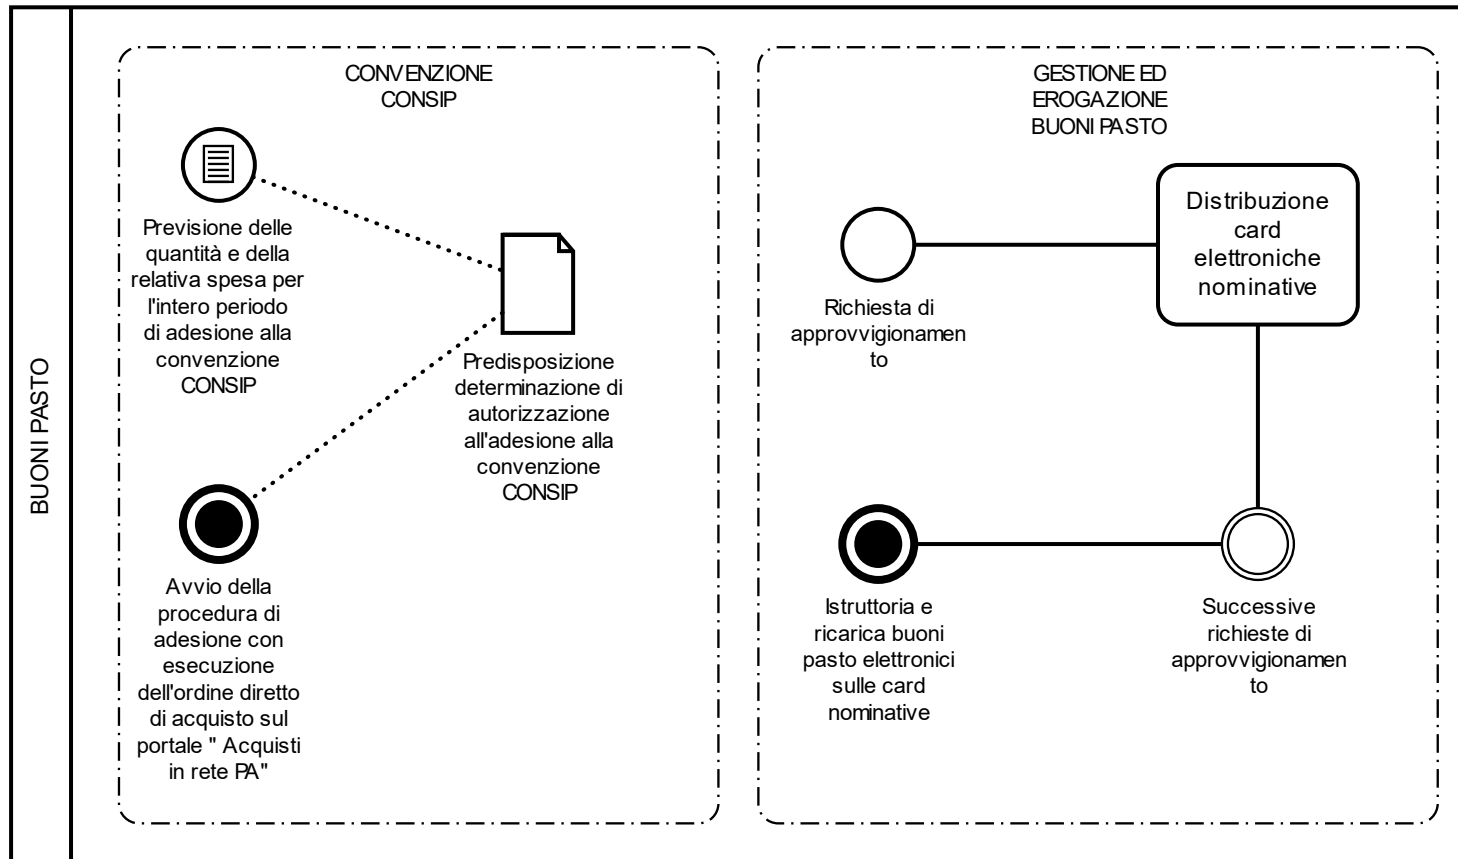 BUONI PASTO
CONVENZIONE
CONSIP
Previsione delle
quantità e della
relativa spesa per
l'intero periodo
di adesione alla
convenzione
CONSIP
Predisposizione
determinazione di
autorizzazione
all'adesione alla
convenzione
CONSIP
Avvio della
procedura di
adesione con
esecuzione
dell'ordine diretto
di acquisto sul
portale " Acquisti
in rete PA"
GESTIONE ED
EROGAZIONE
BUONI PASTO
Richiesta di
approvvigionamen
to
Distribuzione
card
elettroniche
nominative
Istruttoria e
ricarica buoni
pasto elettronici
sulle card
nominative
Successive
richieste di
approvvigionamen
to